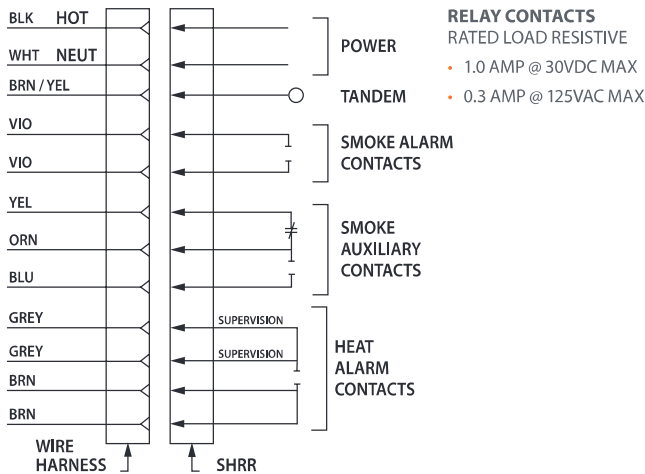 BLK HOT
WHT NEUT
BRN / YEL
VIO
VIO
YEL
ORN
BLU
GREY
GREY
BRN
BRN
WIRE
HARNESS
SHRR
SUPERVISION
SUPERVISION
POWER
TANDEM
SMOKE ALARM
CONTACTS
SMOKE
AUXILIARY
CONTACTS
HEAT
ALARM
CONTACTS
RELAY CONTACTS
RATED LOAD RESISTIVE
• 1.0 AMP @ 30VDC MAX
• 0.3 AMP @ 125VAC MAX